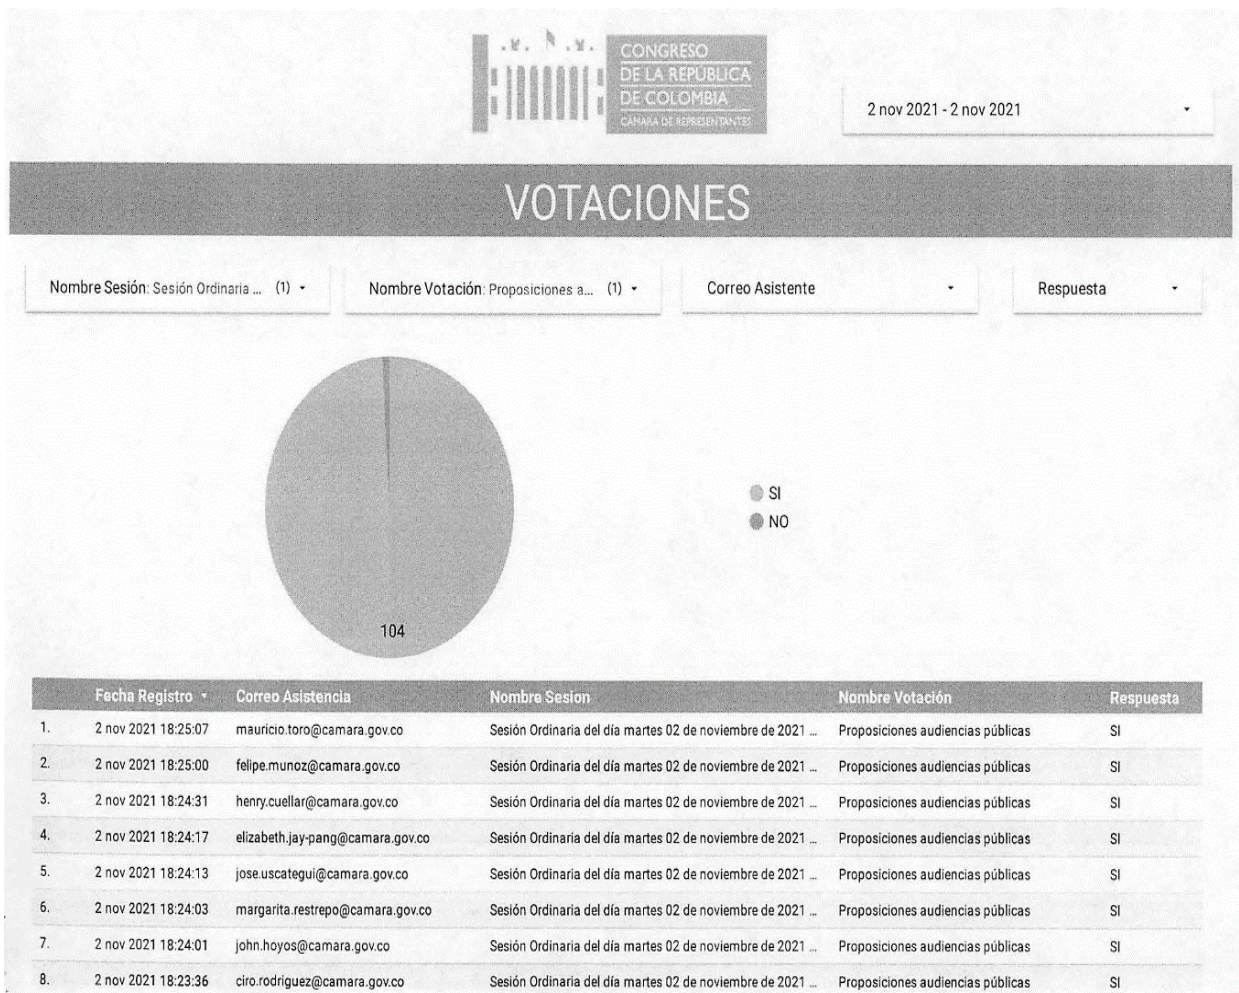 CONGRESO
DE LA REPÚBLICA
DE COLOMBIA
CÁMARA DE REPRESENTANTES
2 nov 2021 - 2 nov 2021
VOTACIONES
Nombre Sesión: Sesión Ordinaria ... (1)
Nombre Votación: Proposiciones a... (1)
Correo Asistente
Respuesta
SI
NO
104
Fecha Registro Correo Asistencia Nombre Sesion Nombre Votación Respuesta
1. 2 nov 2021 18:25:07 mauricio.toro@camara.gov.co Sesión Ordinaria del día martes 02 de noviembre de 2021 ... Proposiciones audiencias públicas SI
2. 2 nov 2021 18:25:00 felipe.munoz@camara.gov.co Sesión Ordinaria del día martes 02 de noviembre de 2021 ... Proposiciones audiencias públicas SI
3. 2 nov 2021 18:24:31 henry.cuellar@camara.gov.co Sesión Ordinaria del día martes 02 de noviembre de 2021 ... Proposiciones audiencias públicas SI
4. 2 nov 2021 18:24:17 elizabeth.jay-pang@camara.gov.co Sesión Ordinaria del día martes 02 de noviembre de 2021 ... Proposiciones audiencias públicas SI
5. 2 nov 2021 18:24:13 jose.uscategui@camara.gov.co Sesión Ordinaria del día martes 02 de noviembre de 2021 ... Proposiciones audiencias públicas SI
6. 2 nov 2021 18:24:03 margarita.restrepo@camara.gov.co Sesión Ordinaria del día martes 02 de noviembre de 2021 ... Proposiciones audiencias públicas SI
7. 2 nov 2021 18:24:01 john.hoyos@camara.gov.co Sesión Ordinaria del día martes 02 de noviembre de 2021 ... Proposiciones audiencias públicas SI
8. 2 nov 2021 18:23:36 ciro.rodriguez@camara.gov.co Sesión Ordinaria del día martes 02 de noviembre de 2021 ... Proposiciones audiencias públicas SI